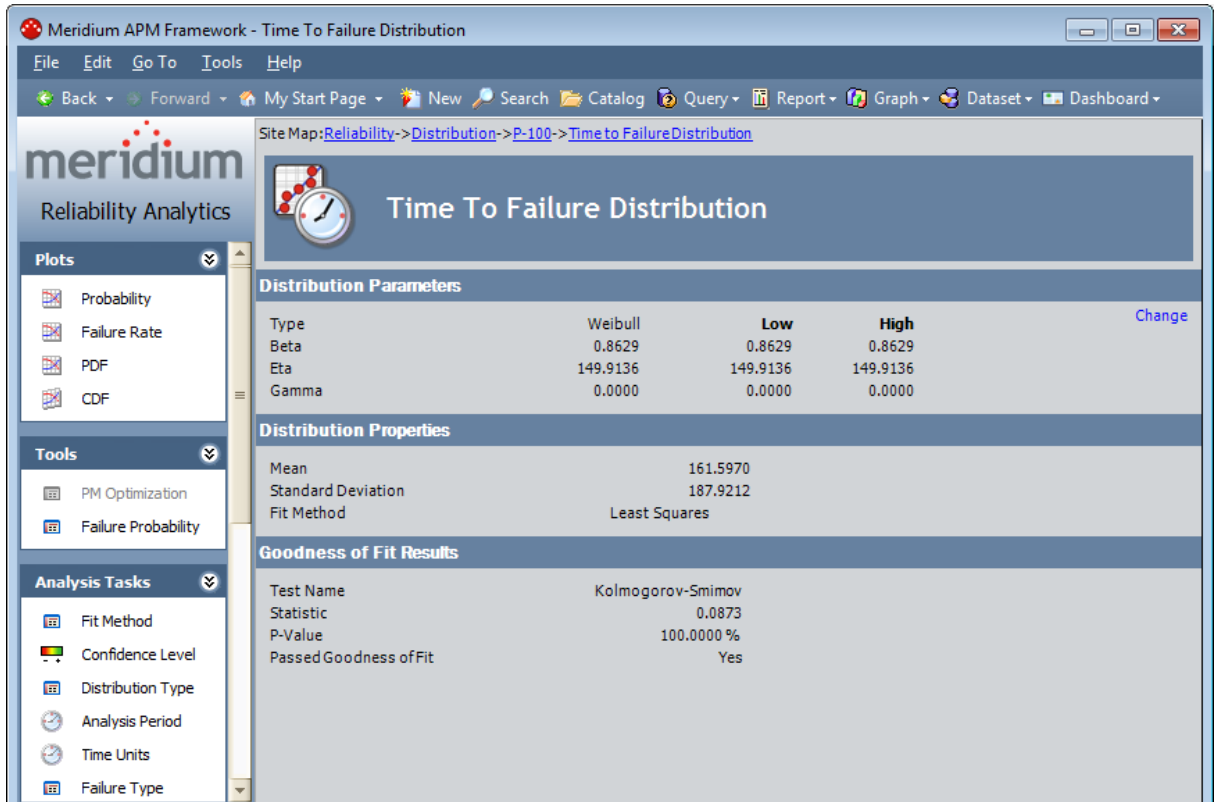 Meridium APM Framework - Time To Failure Distribution
File Edit Go To Tools Help
Back Forward My Start Page New Search Catalog Query Report Graph Dataset Dashboard
meridium
Reliability Analytics
Plots
Probability
Failure Rate
PDF
CDF
Tools
PM Optimization
Failure Probability
Analysis Tasks
Fit Method
Confidence Level
Distribution Type
Analysis Period
Time Units
Failure Type
Site Map:Reliability->Distribution->P-100->Time to Failure Distribution
Time To Failure Distribution
Distribution Parameters
Type Weibull Low High Change
Beta 0.8629 0.8629 0.8629
Eta 149.9136 149.9136 149.9136
Gamma 0.0000 0.0000 0.0000
Distribution Properties
Mean 161.5970
Standard Deviation 187.9212
Fit Method Least Squares
Goodness of Fit Results
Test Name Kolmogorov-Smirnov
Statistic 0.0873
P-Value 100.0000 %
Passed Goodness of Fit Yes